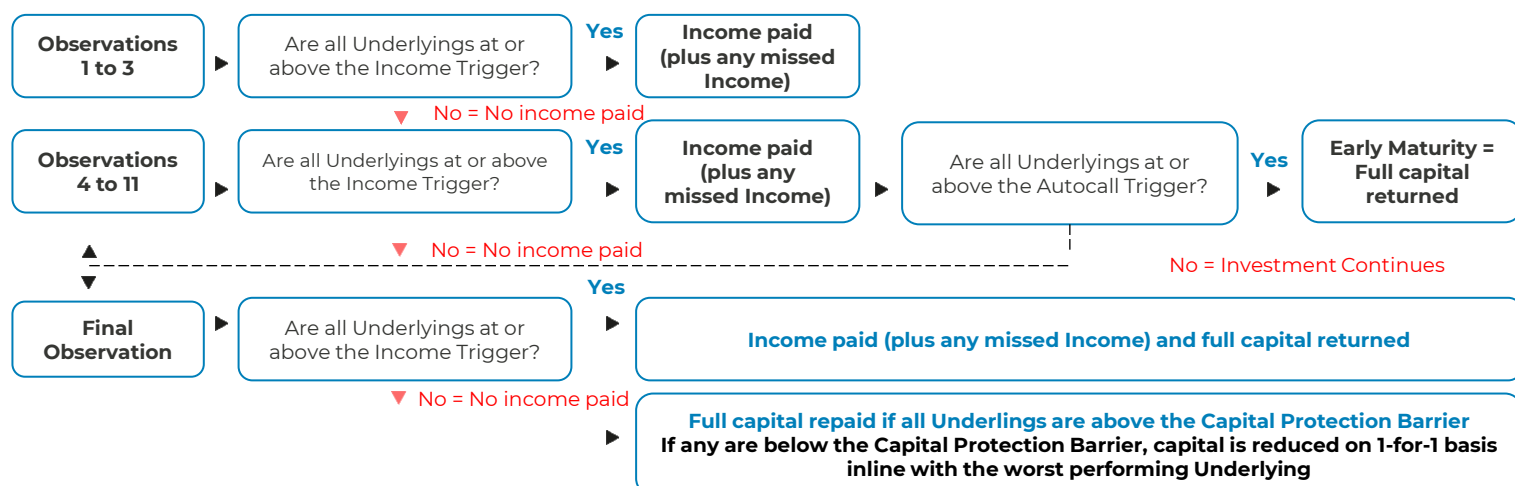 Observations
1 to 3
Are all Underlyings at or
above the Income Trigger?
Yes
Income paid
(plus any missed
Income)
No = No income paid
Observations
4 to 11
Are all Underlyings at or above
the Income Trigger?
Yes
Income paid
(plus any
missed Income)
Are all Underlyings at or
above the Autocall Trigger?
Yes
Early Maturity =
Full capital
returned
No = No income paid
No = Investment Continues
Final
Observation
Are all Underlyings at or
above the Income Trigger?
Yes
Income paid (plus any missed Income) and full capital returned
No = No income paid
Full capital repaid if all Underlings are above the Capital Protection Barrier
If any are below the Capital Protection Barrier, capital is reduced on 1-for-1 basis
inline with the worst performing Underlying